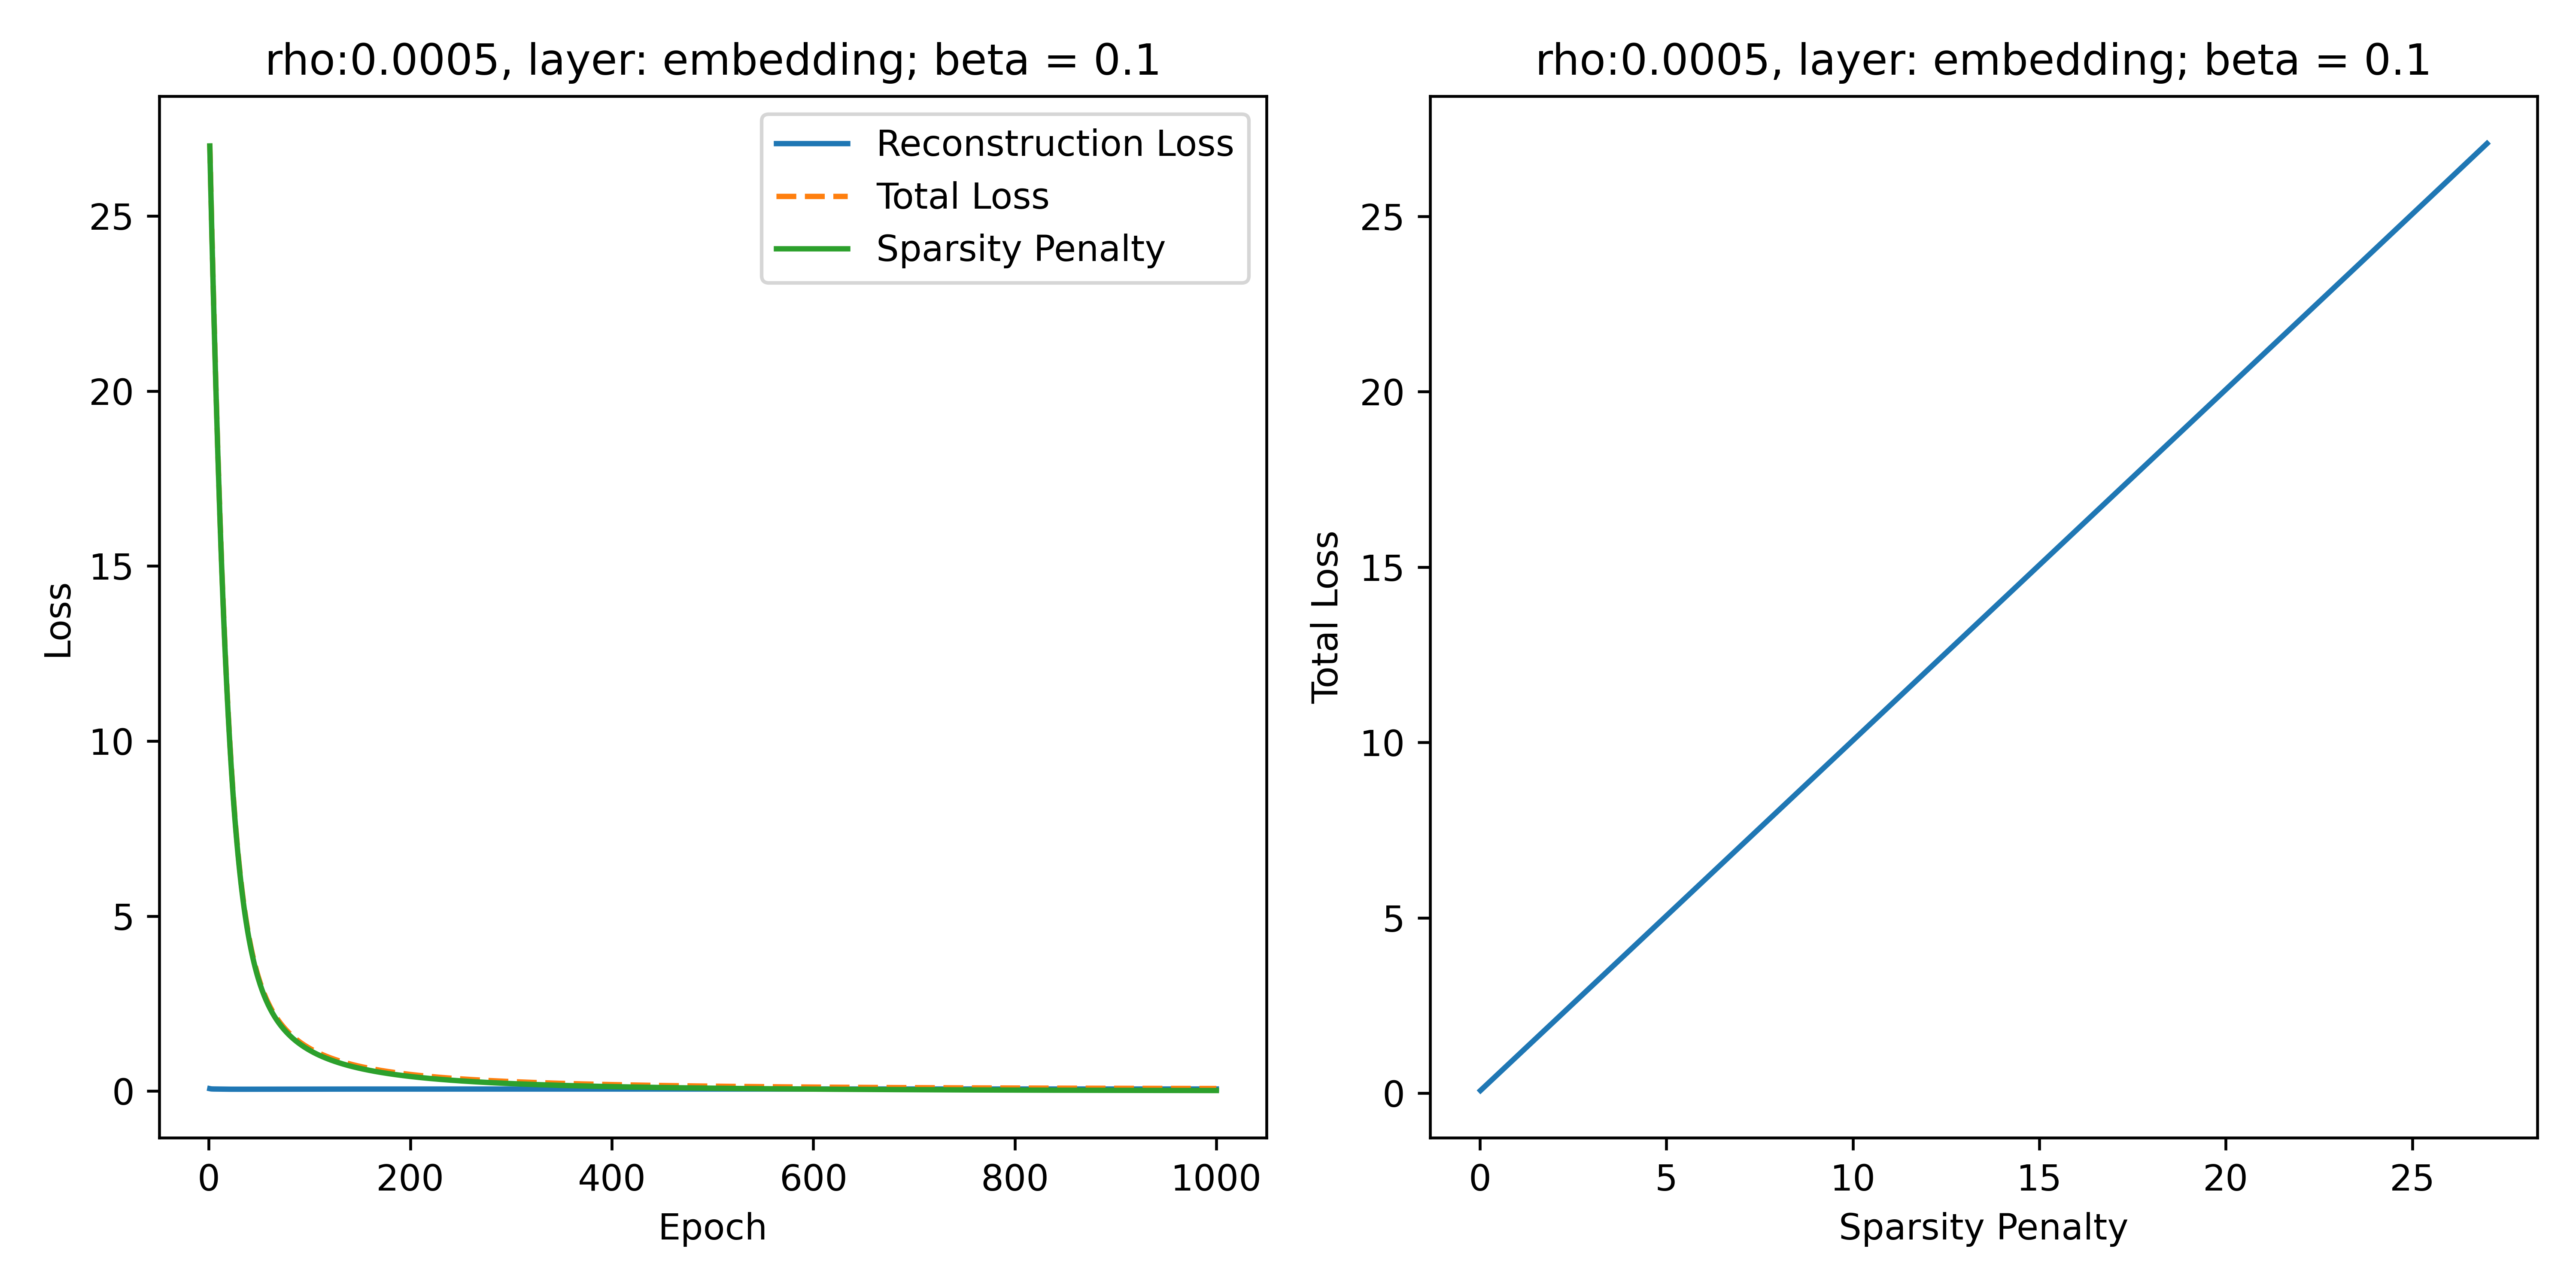 rho:0.0005, layer: embedding; beta = 0.1
Reconstruction Loss
Total Loss
Sparsity Penalty
25
20
15
10
5
0
Loss
0 200 400 600 800 1000
Epoch
rho:0.0005, layer: embedding; beta = 0.1
25
20
15
10
5
0
Total Loss
0 5 10 15 20 25
Sparsity Penalty